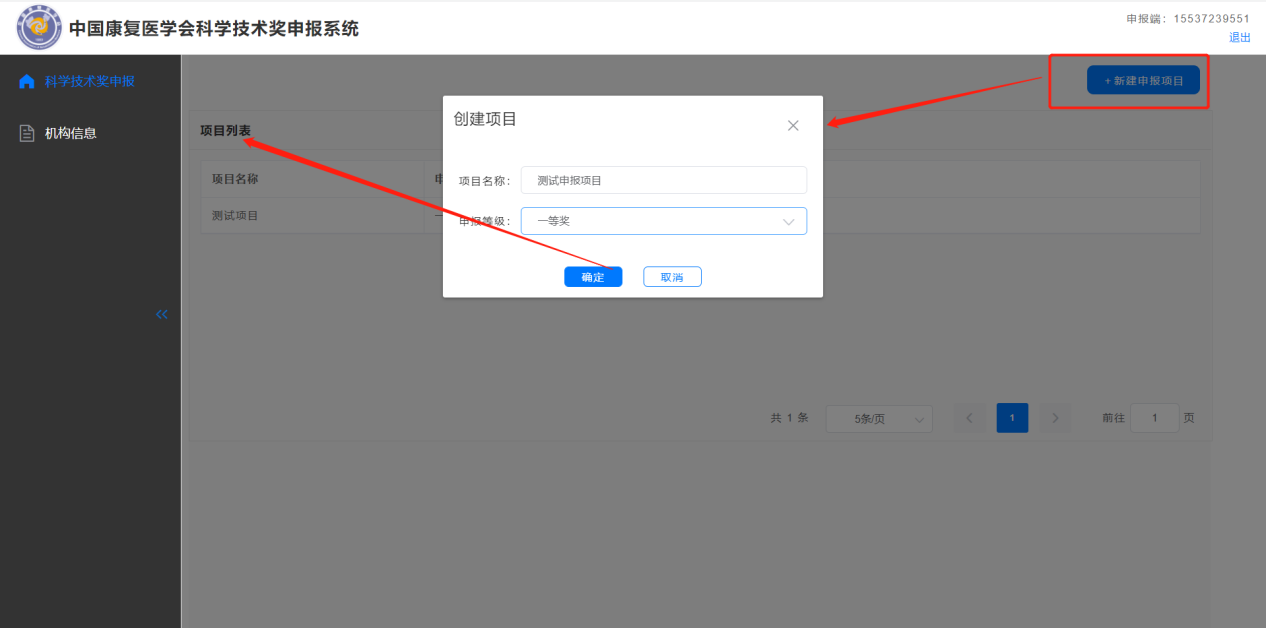 中国康复医学会科学技术奖申报系统
申报端：15537239551
退出
科学技术奖申报
机构信息
+新建申报项目
项目列表
项目名称
测试项目
创建项目
项目名称：
测试申报项目
申报等级：
一等奖
确定
取消
共 1 条
5条/页
1
前往
1
页